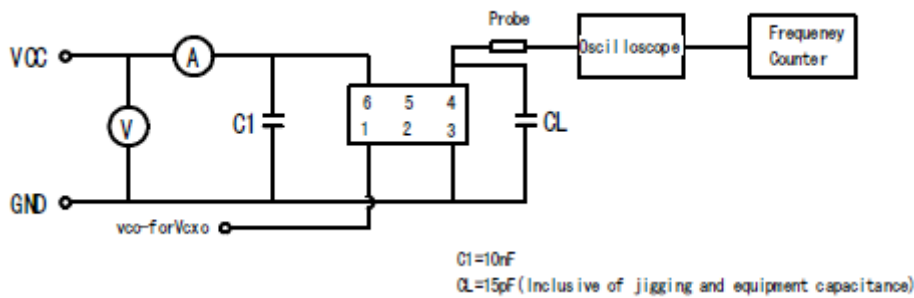 Probe
Oscilloscope
Frequeney
Counter
VCC
A
V
C1
6 5 4
1 2 3
CL
GND
vco-forVcxo
C1=10nF
CL=15pF(Inclusive of jigging and equipment capacitance)